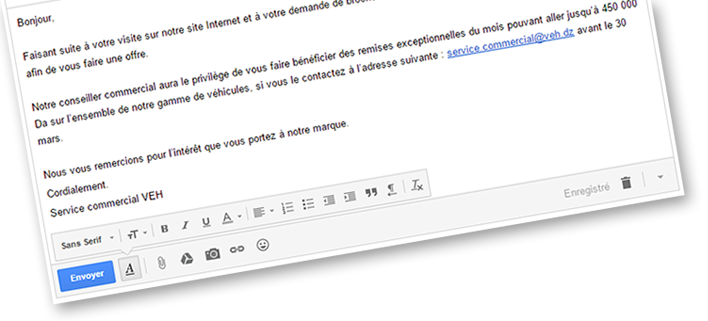 Bonjour,
Faisant suite à votre visite sur notre site Internet et à votre demande de
afin de vous faire une offre.
Notre conseiller commercial aura le privilège de vous faire bénéficier des remises exceptionnelles du mois pouvant aller jusqu'à 450 000
Da sur l'ensemble de notre gamme de véhicules, si vous le contactez à l'adresse suivante : service.commercial@veh.dz avant le 30
mars.
Nous vous remercions pour l'intérêt que vous portez à notre marque.
Cordialement.
Service commercial VEH
Sans Serif
Enregistré
Envoyer